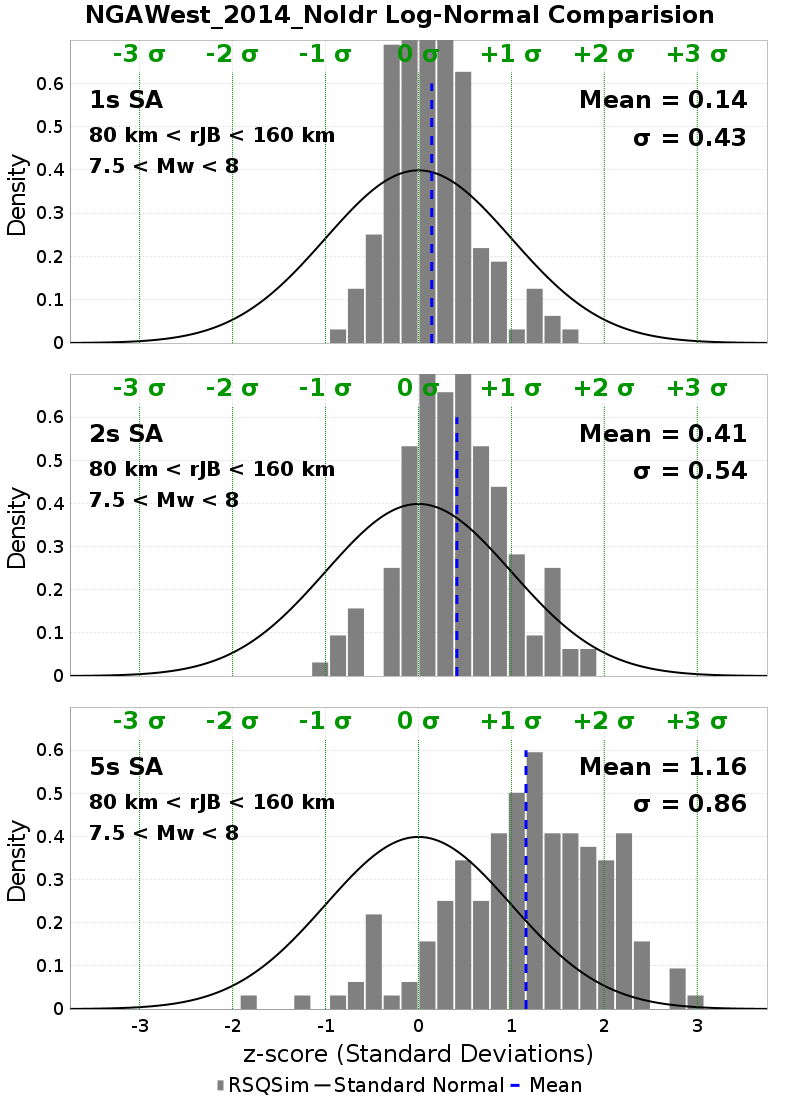 NGAWest_2014_NoIdr Log-Normal Comparision
-3 σ -2 σ -1 σ 0 σ +1 σ +2 σ +3 σ
1s SA
Mean = 0.14
80 km < rJB < 160 km
σ = 0.43
7.5 < Mw < 8
Density
0.6
0.5
0.4
0.3
0.2
0.1
0
-3 σ -2 σ -1 σ 0 σ +1 σ +2 σ +3 σ
2s SA
Mean = 0.41
80 km < rJB < 160 km
σ = 0.54
7.5 < Mw < 8
Density
0.6
0.5
0.4
0.3
0.2
0.1
0
-3 σ -2 σ -1 σ 0 σ +1 σ +2 σ +3 σ
5s SA
Mean = 1.16
80 km < rJB < 160 km
σ = 0.86
7.5 < Mw < 8
Density
0.6
0.5
0.4
0.3
0.2
0.1
0
-3 -2 -1 0 1 2 3
z-score (Standard Deviations)
RSQSim Standard Normal Mean